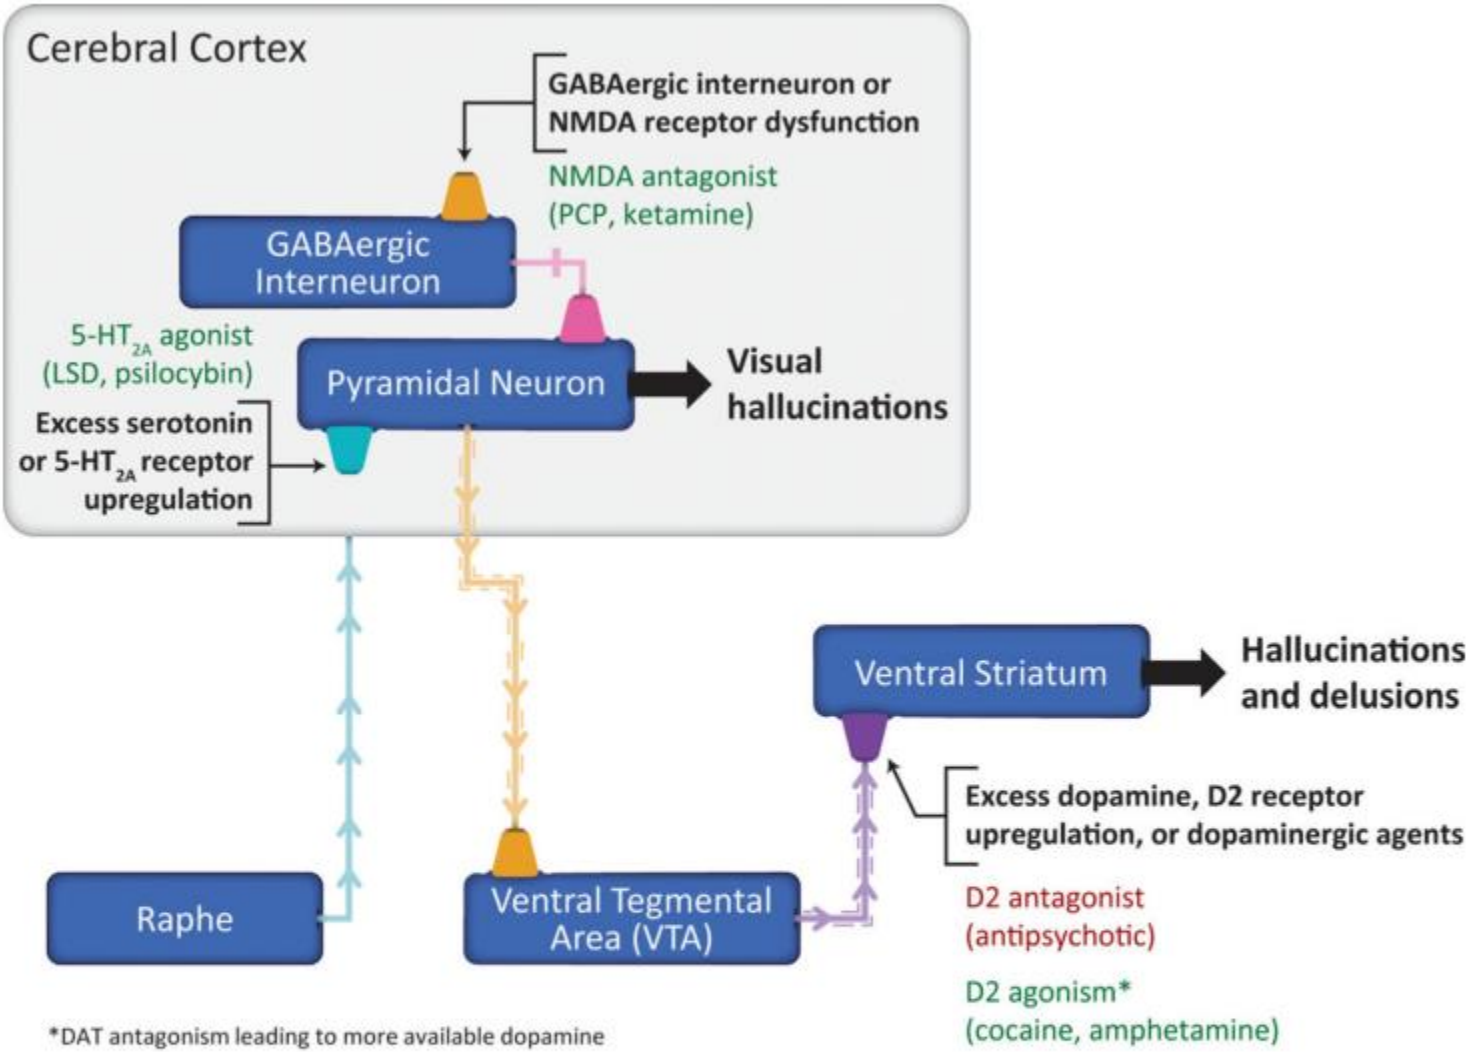 Cerebral Cortex
GABAergic interneuron or
NMDA receptor dysfunction
NMDA antagonist
(PCP, ketamine)
GABAergic
Interneuron
5-HT2A agonist
(LSD, psilocybin)
Pyramidal Neuron
Visual
hallucinations
Excess serotonin
or 5-HT2A receptor
upregulation
Ventral Striatum
Hallucinations
and delusions
Excess dopamine, D2 receptor
upregulation, or dopaminergic agents
Raphe
Ventral Tegmental
Area (VTA)
D2 antagonist
(antipsychotic)
D2 agonism*
(cocaine, amphetamine)
*DAT antagonism leading to more available dopamine